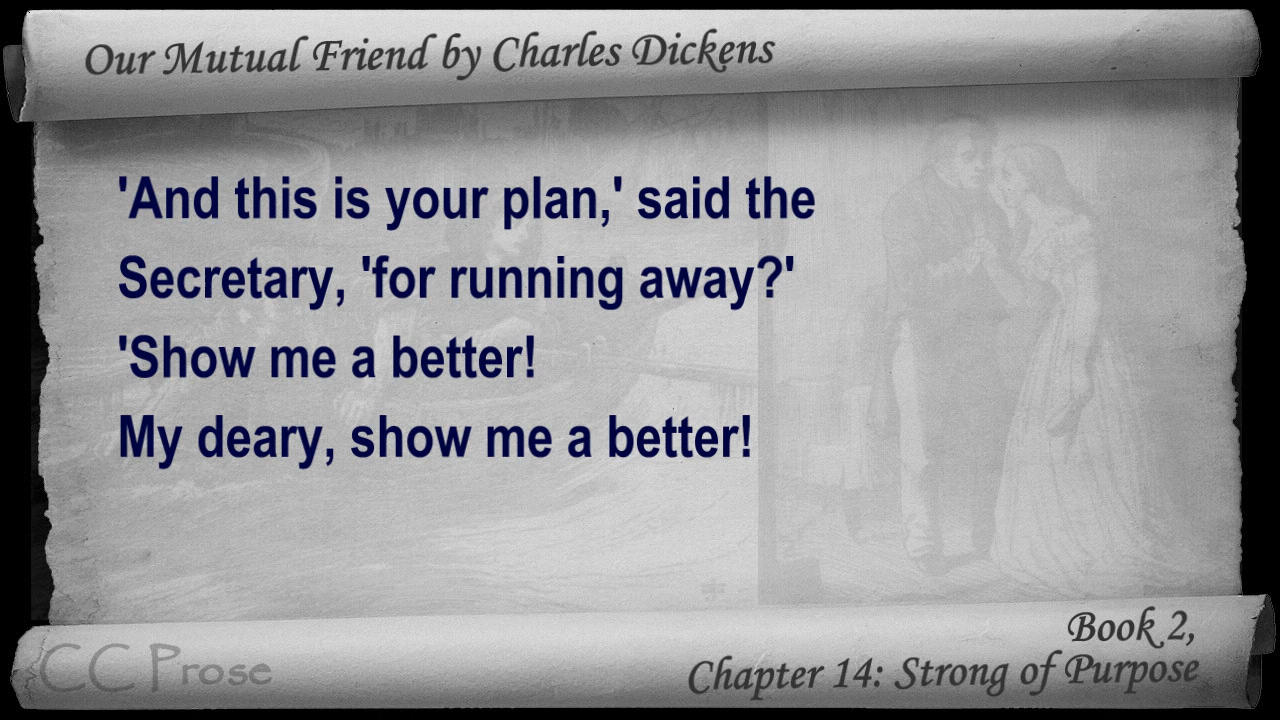 Our Mutual Friend by Charles Dickens
'And this is your plan,' said the
Secretary, 'for running away?'
'Show me a better!
My deary, show me a better!
Book 2,
CC Prose
Chapter 14: Strong of Purpose